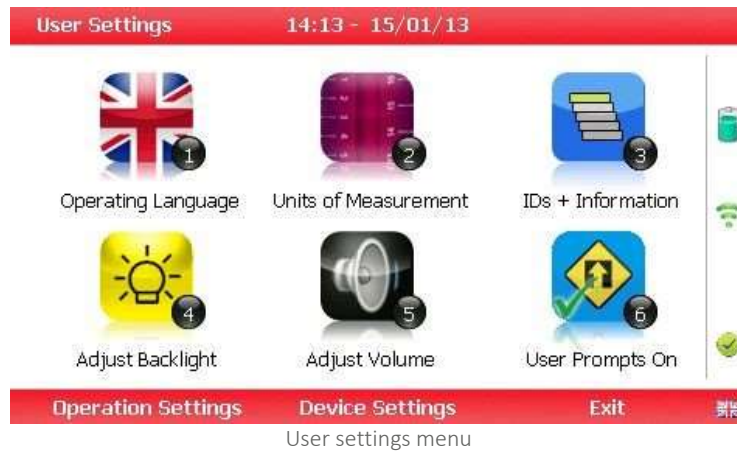 User Settings 14:13 - 15/01/13
1 2 3
Operating Language Units of Measurement IDs + Information
4 5 6
Adjust Backlight Adjust Volume User Prompts On
Operation Settings Device Settings Exit
User settings menu